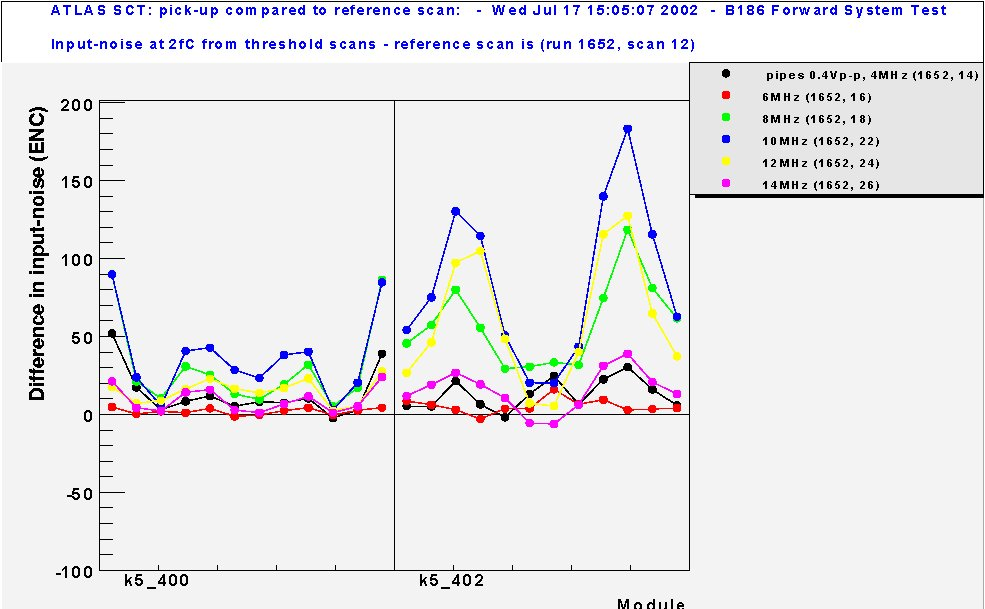 ATLAS SCT: pick-up compared to reference scan:   - Wed Jul 17 15:05:07 2002  - B186 Forward System Test
Input-noise at 2fC from threshold scans - reference scan is (run 1652, scan 12)
pipes 0.4Vp-p, 4MHz (1652, 14)
6MHz (1652, 16)
8MHz (1652, 18)
10MHz (1652, 22)
12MHz (1652, 24)
14MHz (1652, 26)
Difference in input-noise (ENC)
200
150
100
50
0
-50
-100
k5_400
k5_402
Module